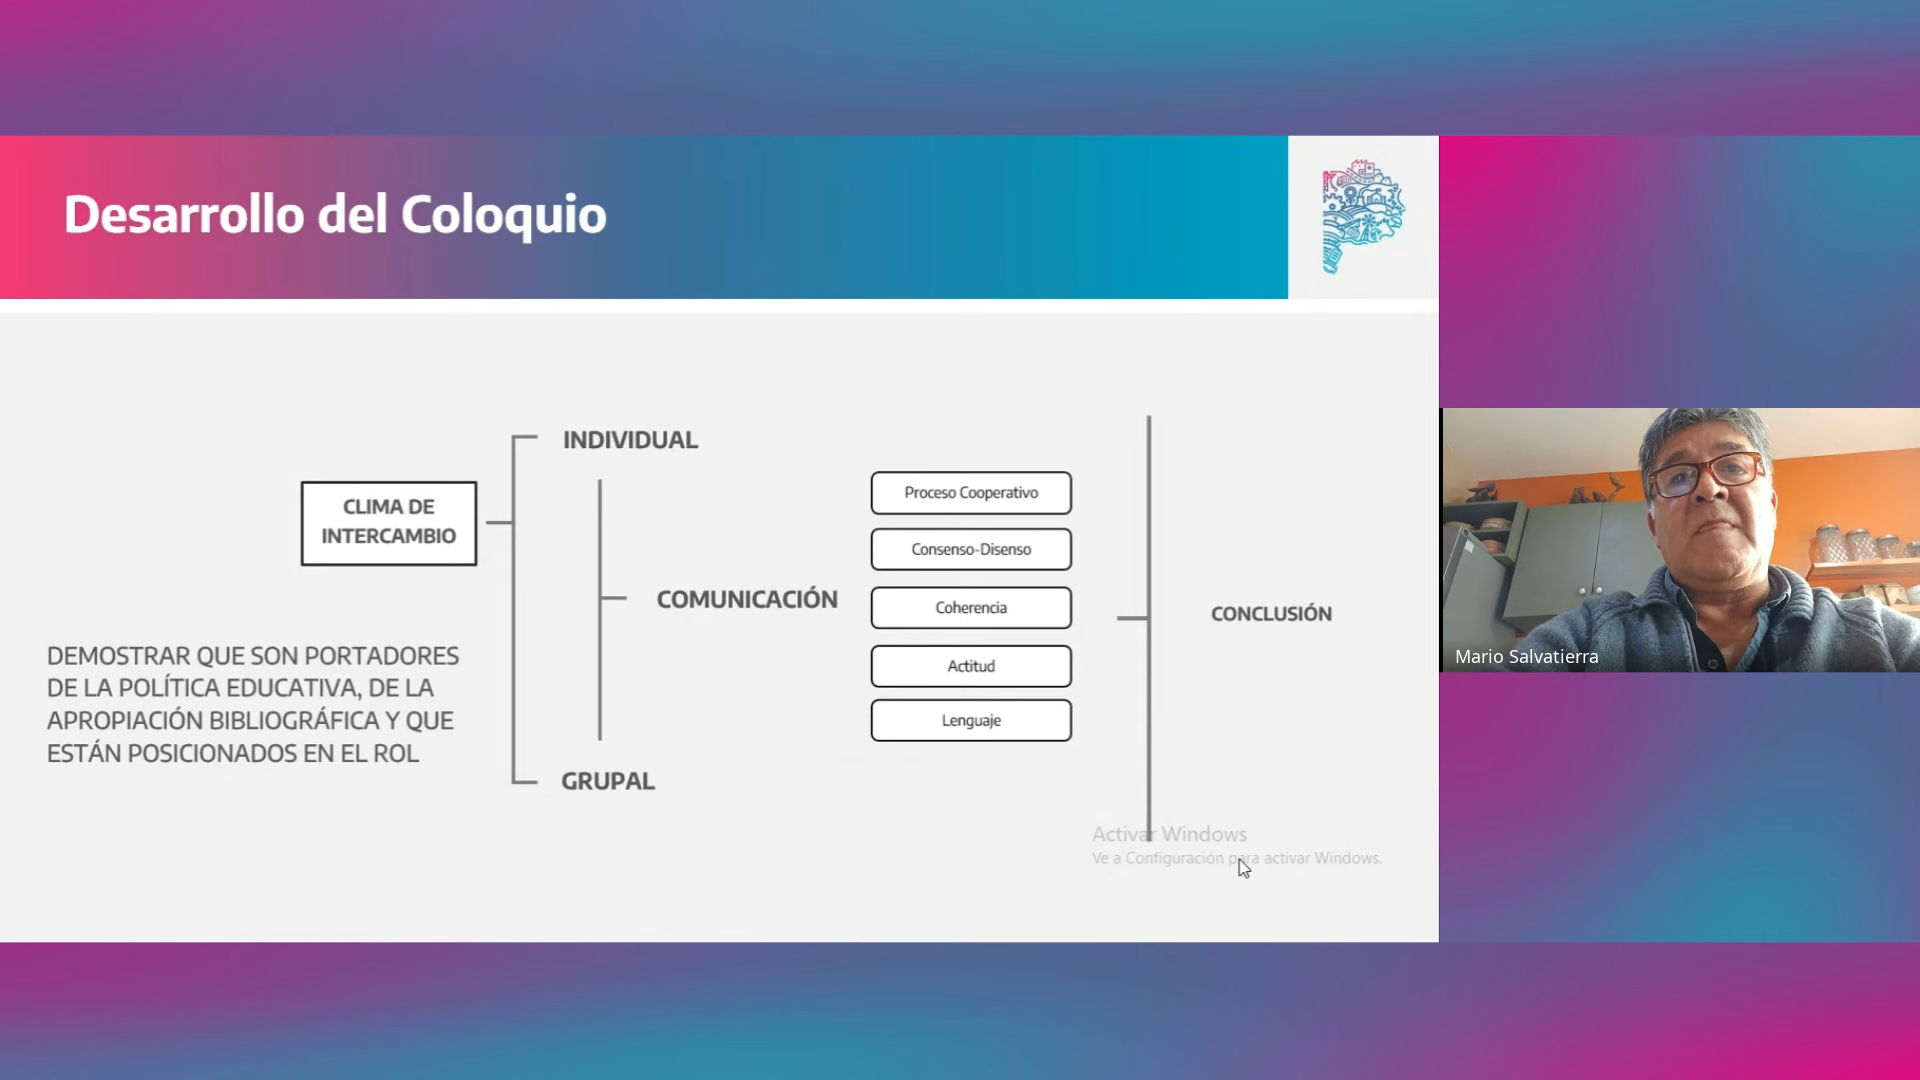 Desarrollo del Coloquio
INDIVIDUAL
CLIMA DE
INTERCAMBIO
COMUNICACIÓN
GRUPAL
DEMOSTRAR QUE SON PORTADORES
DE LA POLÍTICA EDUCATIVA, DE LA
APROPIACIÓN BIBLIOGRÁFICA Y QUE
ESTÁN POSICIONADOS EN EL ROL
Proceso Cooperativo
Consenso-Disenso
Coherencia
Actitud
Lenguaje
CONCLUSIÓN
Activar Windows
Ve a Configuración para activar Windows.
Mario Salvatierra